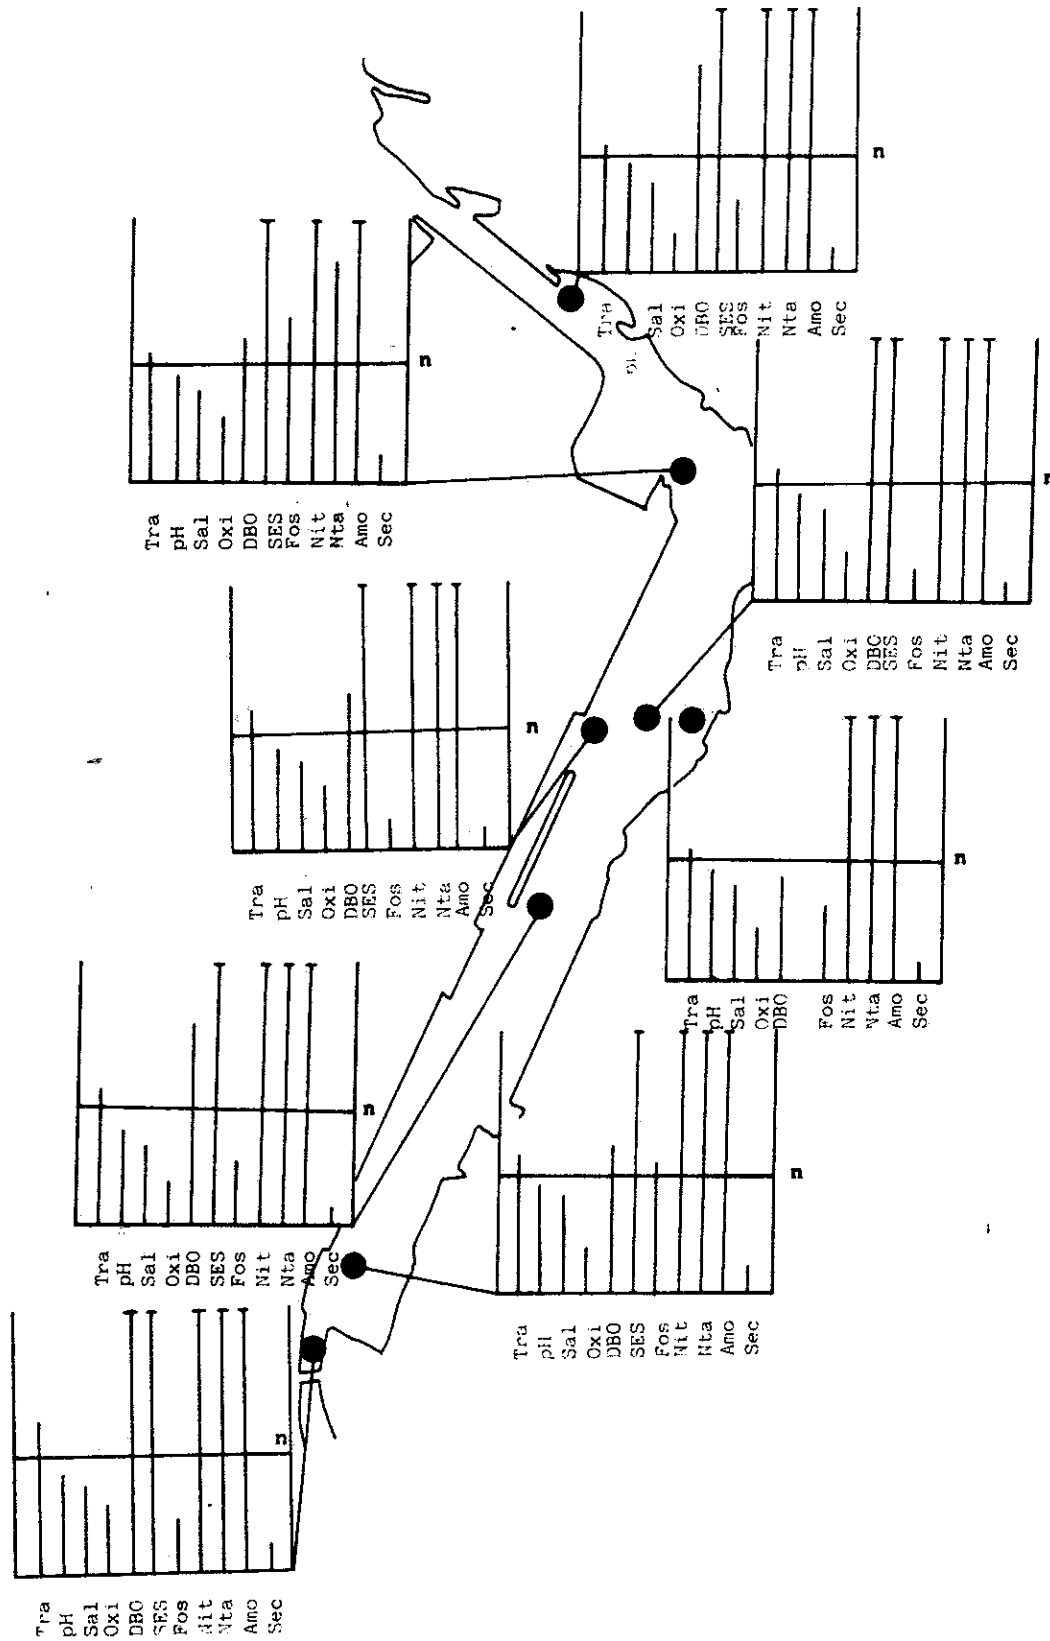 n
Tra
Sal
Oxi
DBO
SES
Fos
Nit
Nta
Amo
Sec
n
Tra
pH
Sal
Oxi
DBO
SES
Fos
Nit
Nta
Amo
Sec
n
Tra
pH
Sal
Oxi
DBO
SES
Fos
Nit
Nta
Amo
Sec
n
Tra
pH
Sal
Oxi
DBO
SES
Fos
Nit
Nta
Amo
Sec
n
Tra
pH
Sal
Oxi
DBO
Fos
Nit
Nta
Amo
Sec
n
Tra
pH
Sal
Oxi
DBO
SES
Fos
Nit
Nta
Amo
Sec
n
Tra
pH
Sal
Oxi
DBO
SES
Fos
Nit
Nta
Amo
Sec
n
Tra
pH
Sal
Oxi
DBO
SES
Fos
Nit
Nta
Amo
Sec